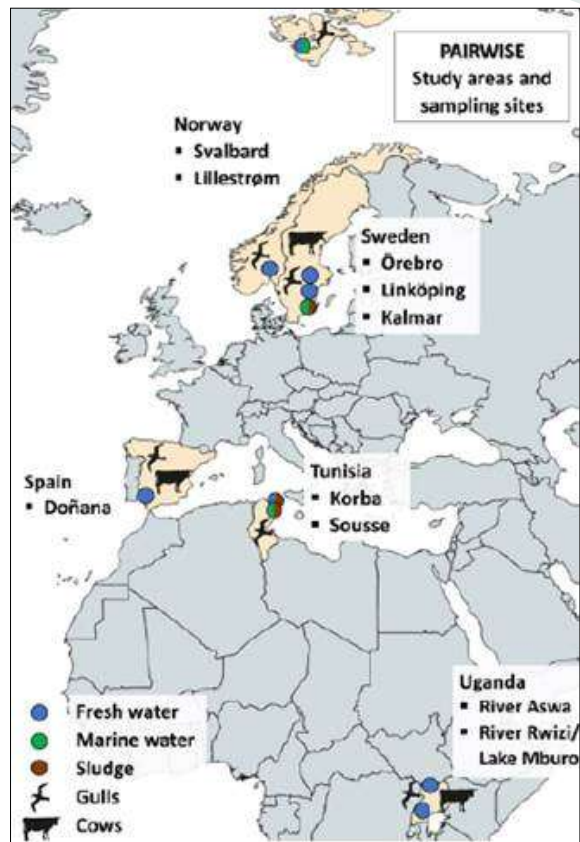 PAIRWISE
Study areas and
sampling sites
Norway
▪ Svalbard
▪ Lillestrøm
Sweden
▪ Örebro
▪ Linköping
▪ Kalmar
Spain
▪ Doñana
Tunisia
▪ Korba
▪ Sousse
Uganda
▪ River Aswa
▪ River Rwizi/
Lake Mburo
Fresh water
Marine water
Sludge
Gulls
Cows